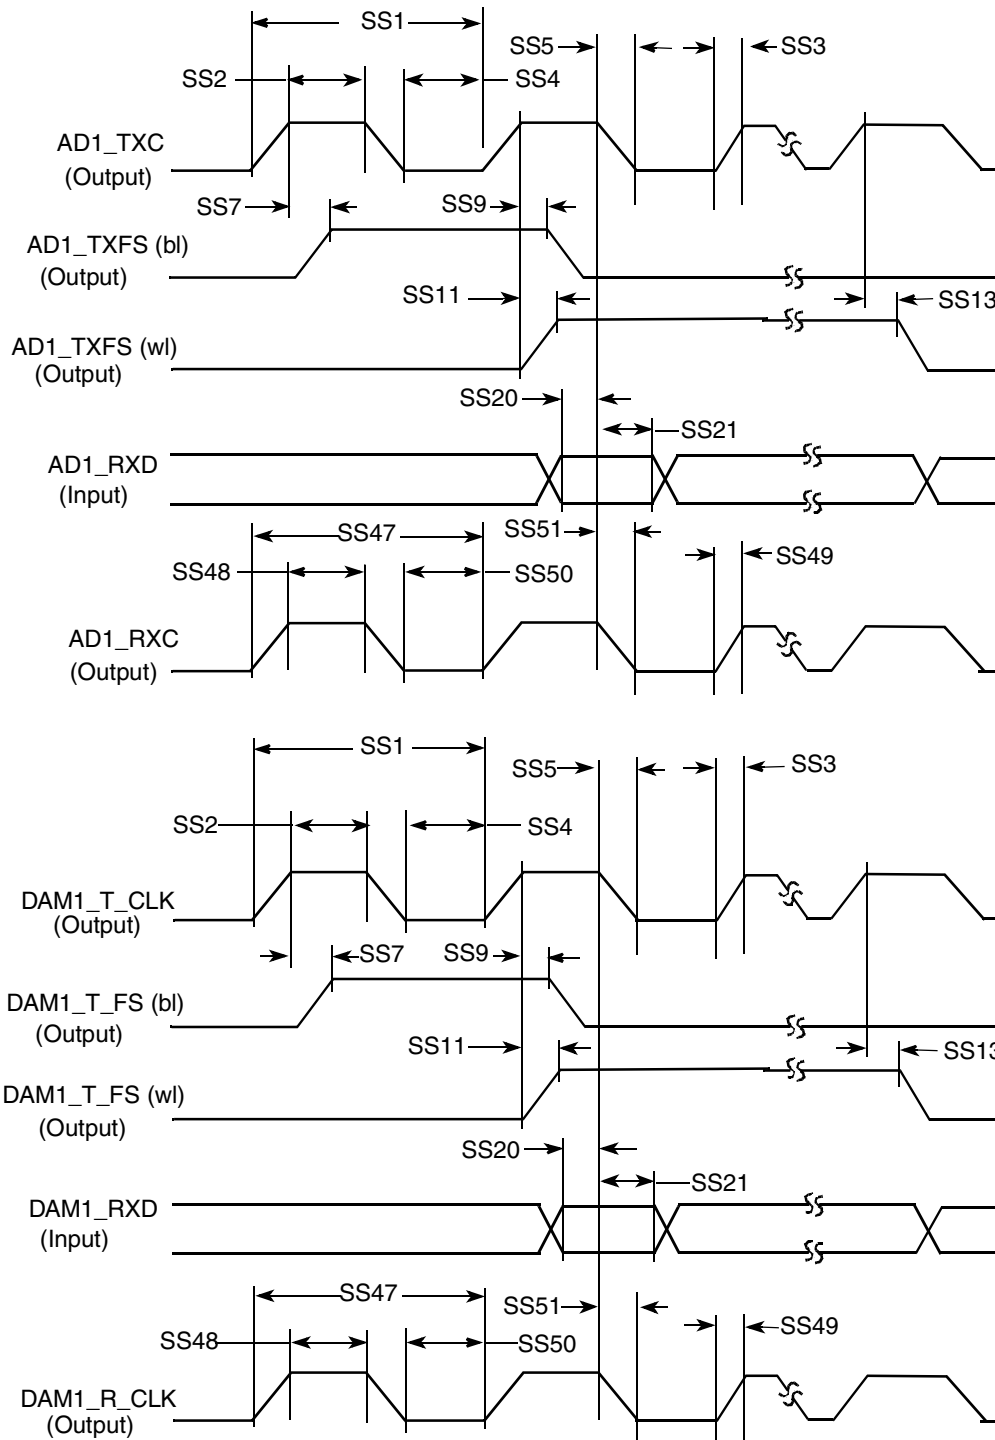 SS1
SS5
SS3
SS2
SS4
AD1_TXC
(Output)
SS7
SS9
AD1_TXFS (bl)
(Output)
SS11
SS13
AD1_TXFS (wl)
(Output)
SS20
SS21
AD1_RXD
(Input)
SS47
SS51
SS49
SS48
SS50
AD1_RXC
(Output)
SS1
SS5
SS3
SS2
SS4
DAM1_T_CLK
(Output)
SS7
SS9
DAM1_T_FS (bl)
(Output)
SS11
SS13
DAM1_T_FS (wl)
(Output)
SS20
SS21
DAM1_RXD
(Input)
SS47
SS51
SS49
SS48
SS50
DAM1_R_CLK
(Output)